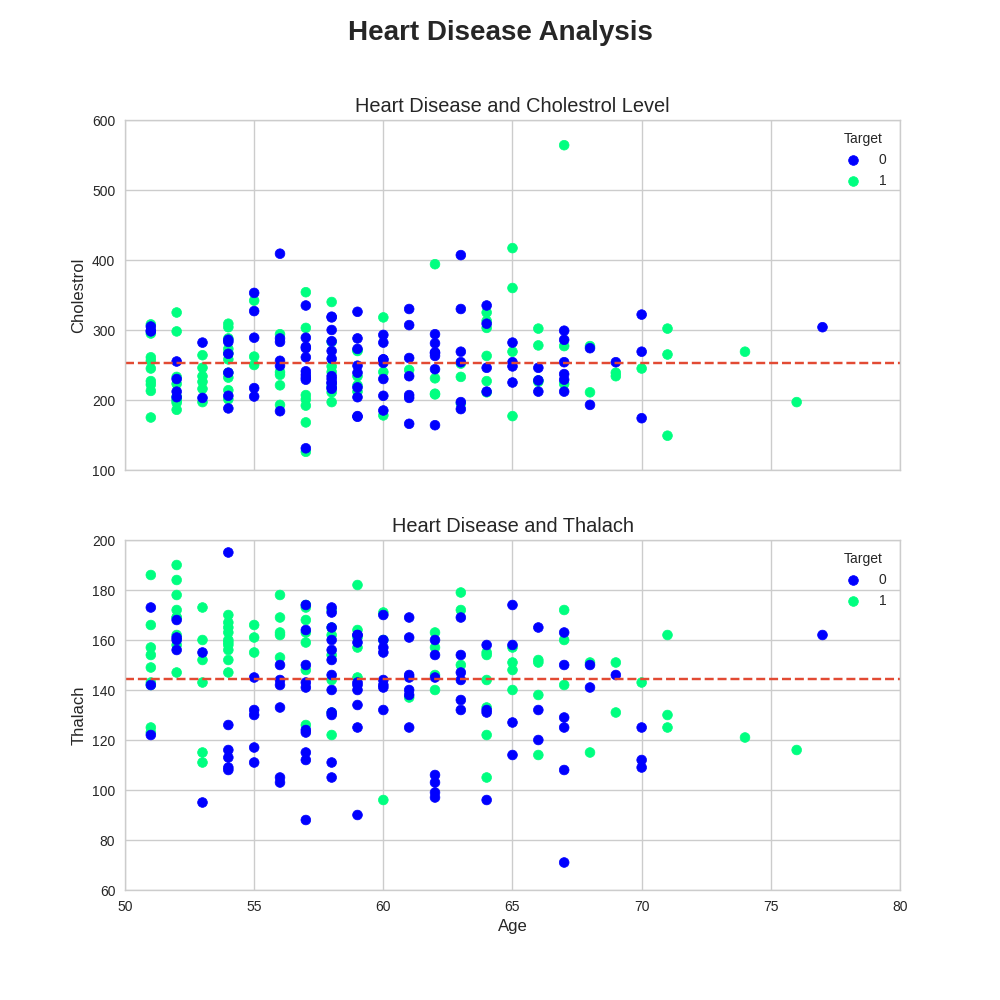 Heart Disease Analysis
Heart Disease and Cholestrol Level
600
500
400
300
200
100
Cholestrol
Target
0
1
Heart Disease and Thalach
200
180
160
140
120
100
80
60
Thalach
Target
0
1
50 55 60 65 70 75 80
Age